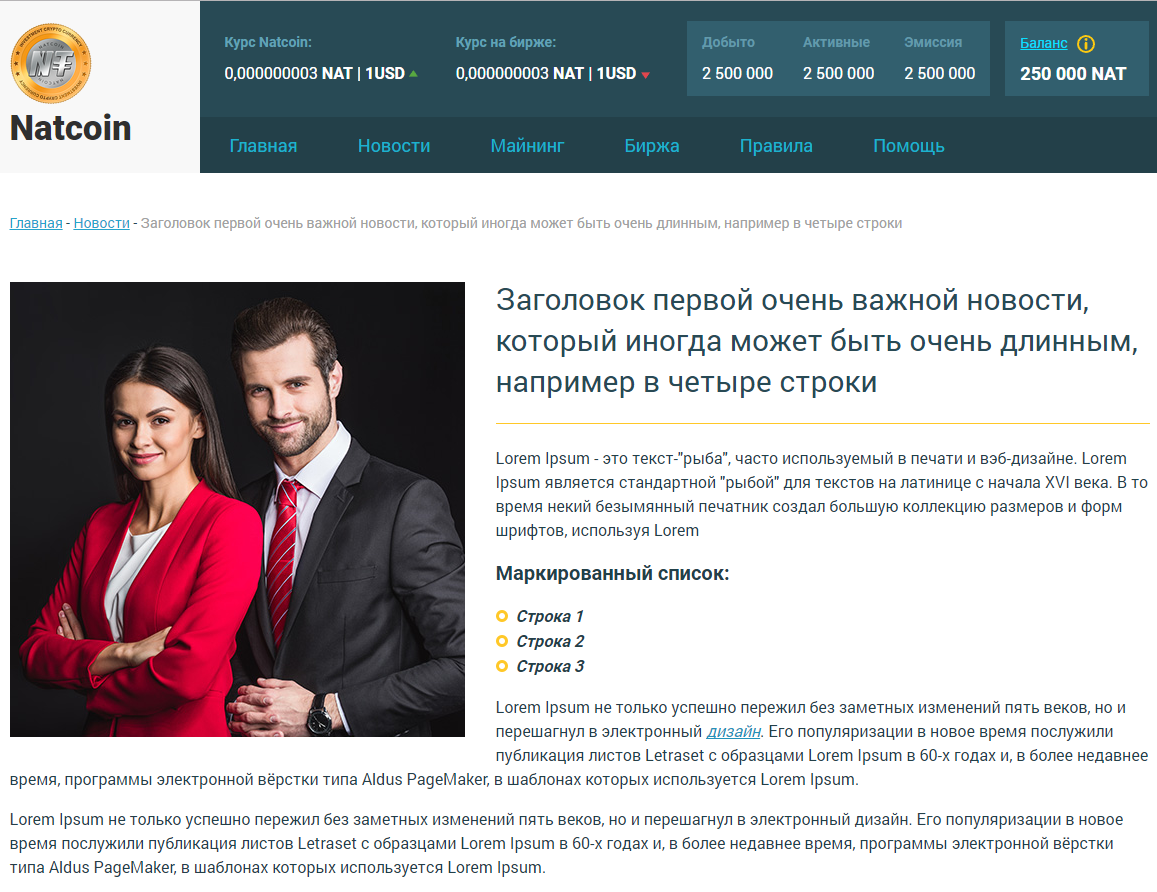 INVESTMENT CRYPTO CURRENCY
NATCOIN
NT
Natcoin
Курс Natcoin:
0,000000003 NAT | 1USD
Курс на бирже:
0,000000003 NAT | 1USD
Добыто Активные Эмиссия
2 500 000 2 500 000 2 500 000
Баланс
250 000 NAT
Главная Новости Майнинг Биржа Правила Помощь
Главная - Новости - Заголовок первой очень важной новости, который иногда может быть очень длинным, например в четыре строки
Заголовок первой очень важной новости,
который иногда может быть очень длинным,
например в четыре строки
Lorem Ipsum - это текст-"рыба", часто используемый в печати и вэб-дизайне. Lorem
Ipsum является стандартной "рыбой" для текстов на латинице с начала XVI века. В то
время некий безымянный печатник создал большую коллекцию размеров и форм
шрифтов, используя Lorem
Маркированный список:
Строка 1
Строка 2
Строка 3
Lorem Ipsum не только успешно пережил без заметных изменений пять веков, но и
перешагнул в электронный дизайн. Его популяризации в новое время послужили
публикация листов Letraset с образцами Lorem Ipsum в 60-х годах и, в более недавнее
время, программы электронной вёрстки типа Aldus PageMaker, в шаблонах которых используется Lorem Ipsum.
Lorem Ipsum не только успешно пережил без заметных изменений пять веков, но и перешагнул в электронный дизайн. Его популяризации в новое
время послужили публикация листов Letraset с образцами Lorem Ipsum в 60-х годах и, в более недавнее время, программы электронной вёрстки
типа Aldus PageMaker, в шаблонах которых используется Lorem Ipsum.